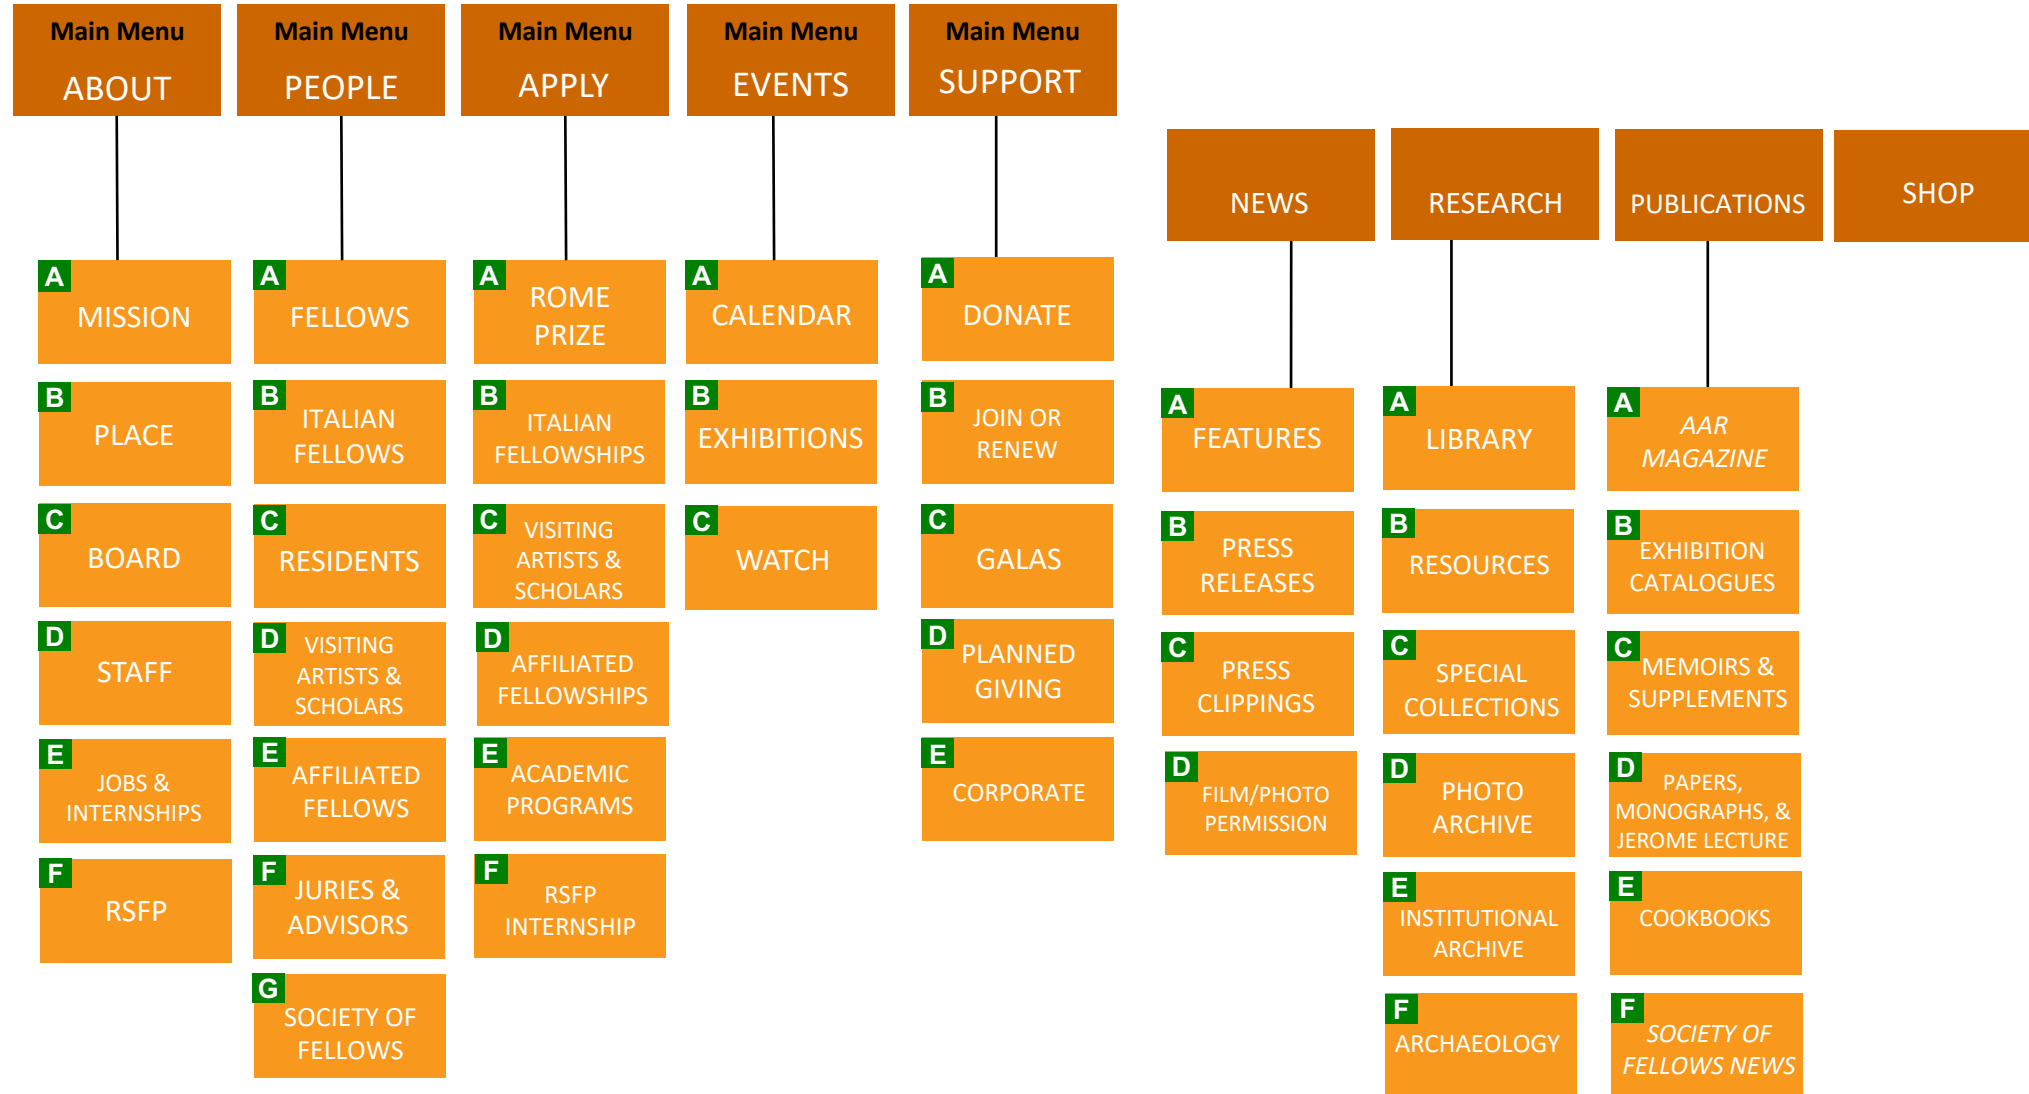 Main Menu
ABOUT
A
MISSION
B
PLACE
C
BOARD
D
STAFF
E
JOBS &
INTERNSHIPS
F
RSFP
Main Menu
PEOPLE
A
FELLOWS
B
ITALIAN
FELLOWS
C
RESIDENTS
D
VISITING
ARTISTS &
SCHOLARS
E
AFFILIATED
FELLOWS
F
JURIES &
ADVISORS
G
SOCIETY OF
FELLOWS
Main Menu
APPLY
A
ROME
PRIZE
B
ITALIAN
FELLOWSHIPS
C
VISITING
ARTISTS &
SCHOLARS
D
AFFILIATED
FELLOWSHIPS
E
ACADEMIC
PROGRAMS
F
RSFP
INTERNSHIP
Main Menu
EVENTS
A
CALENDAR
B
EXHIBITIONS
C
WATCH
Main Menu
SUPPORT
A
DONATE
B
JOIN OR
RENEW
C
GALAS
D
PLANNED
GIVING
E
CORPORATE
NEWS
A
FEATURES
B
PRESS
RELEASES
C
PRESS
CLIPPINGS
D
FILM/PHOTO
PERMISSION
RESEARCH
A
LIBRARY
B
RESOURCES
C
SPECIAL
COLLECTIONS
D
PHOTO
ARCHIVE
E
INSTITUTIONAL
ARCHIVE
F
ARCHAEOLOGY
PUBLICATIONS
A
AAR
MAGAZINE
B
EXHIBITION
CATALOGUES
C
MEMOIRS &
SUPPLEMENTS
D
PAPERS,
MONOGRAPHS, &
JEROME LECTURE
E
COOKBOOKS
F
SOCIETY OF
FELLOWS NEWS
SHOP